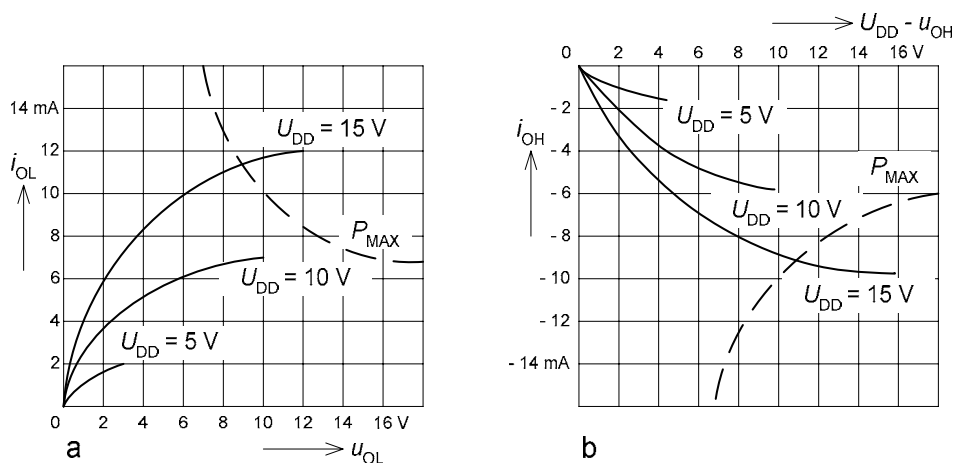 14 mA
i_OL
12
10
8
6
4
2
0
0 2 4 6 8 10 12 14 16 V
U_DD = 15 V
P_MAX
U_DD = 10 V
U_DD = 5 V
a
u_OL
U_DD - u_OH
0 2 4 6 8 10 12 14 16 V
- 2
i_OH
- 4
- 6
- 8
- 10
- 12
- 14 mA
U_DD = 5 V
P_MAX
U_DD = 10 V
U_DD = 15 V
b